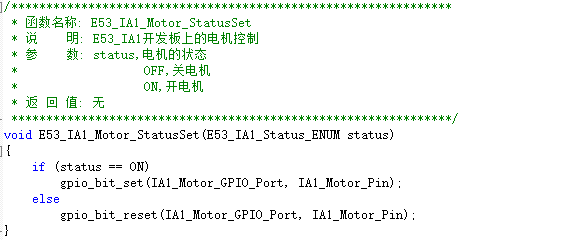 /***************************************************************
* 函数名称: E53_IA1_Motor_StatusSet
* 说    明: E53_IA1开发板上的电机控制
* 参    数: status,电机的状态
*                 OFF,关电机
*                 ON,开电机
* 返 回 值: 无
***************************************************************/
void E53_IA1_Motor_StatusSet(E53_IA1_Status_ENUM status)
{
    if (status == ON)
        gpio_bit_set(IA1_Motor_GPIO_Port, IA1_Motor_Pin);
    else
        gpio_bit_reset(IA1_Motor_GPIO_Port, IA1_Motor_Pin);
}